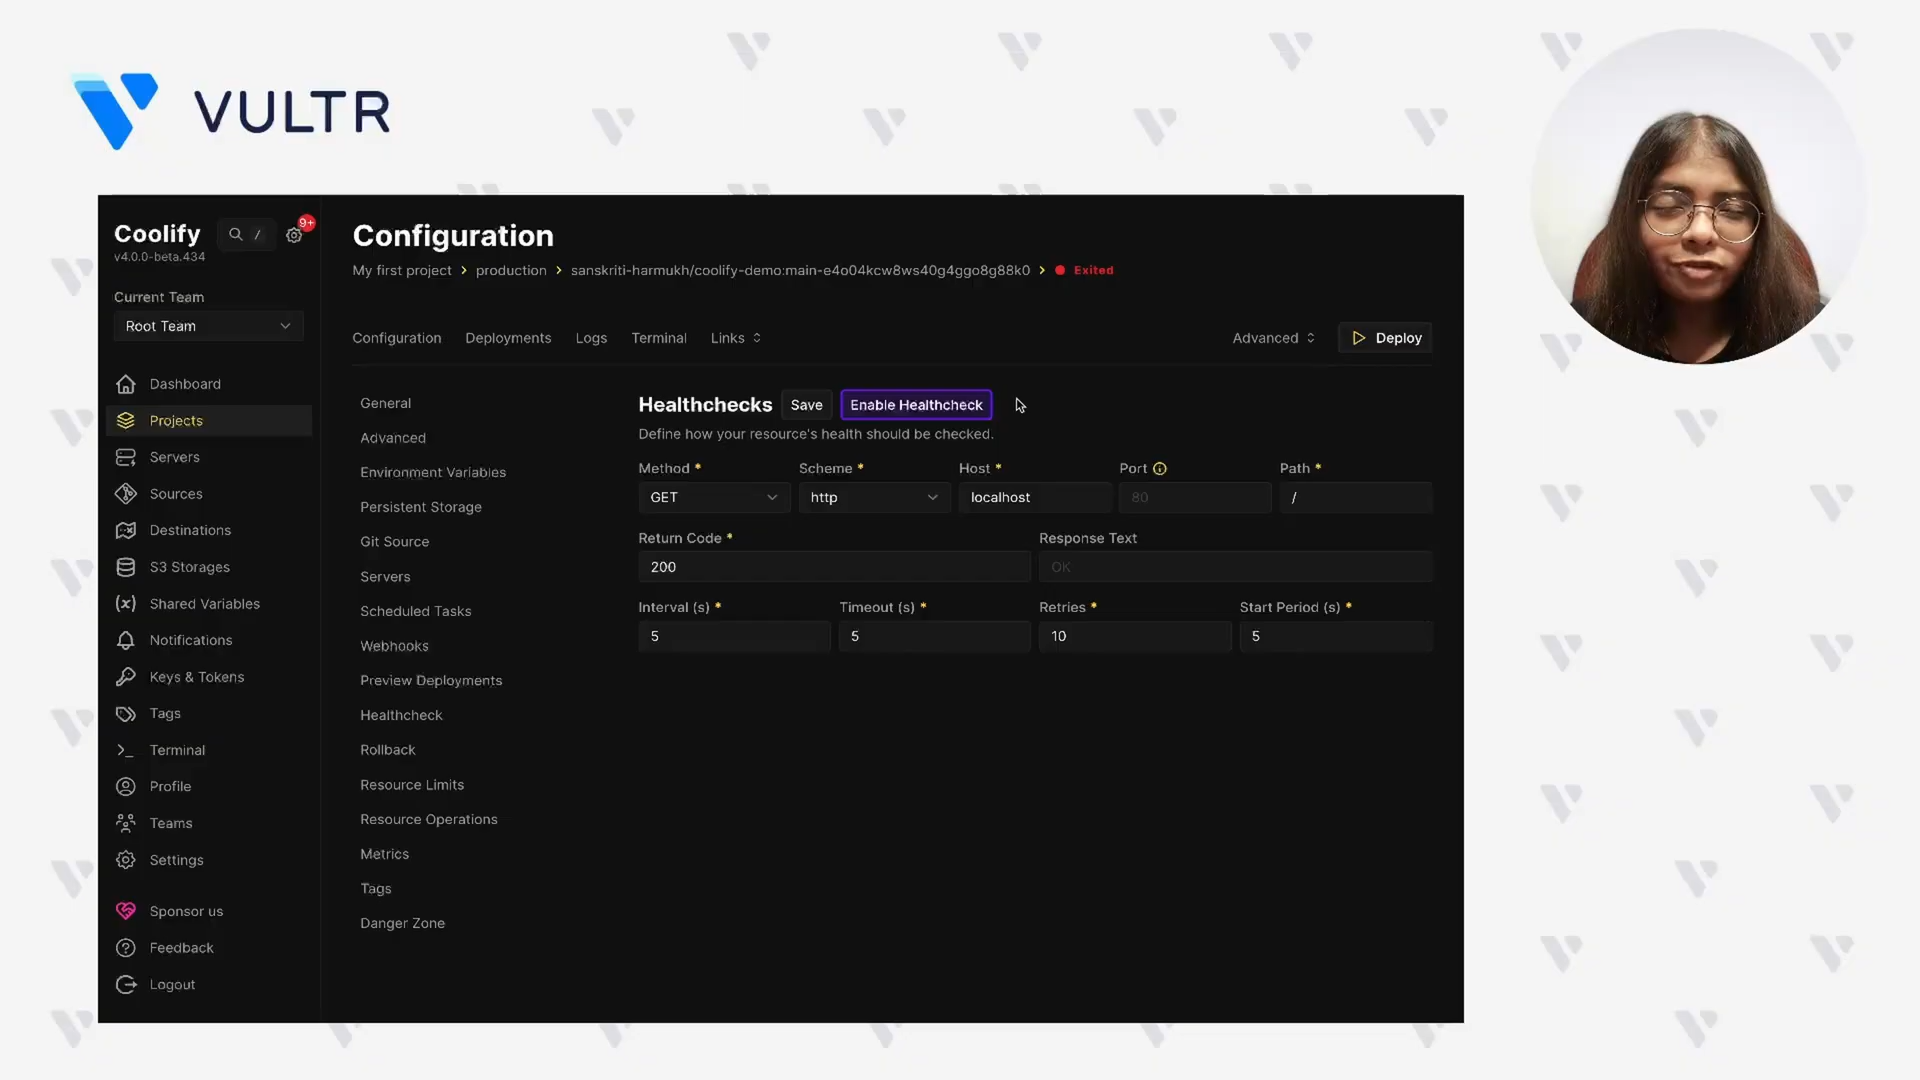 VULTR
Coolify
/
9+
v4.0.0-beta.434
Current Team
Root Team
Dashboard
Projects
Servers
Sources
Destinations
S3 Storages
Shared Variables
Notifications
Keys & Tokens
Tags
Terminal
Profile
Teams
Settings
Sponsor us
Feedback
Logout
Configuration
My first project > production > sanskriti-harmukh/coolify-demo:main-e4o04kcw8ws40g4ggo8g88k0 > Exited
Configuration Deployments Logs Terminal Links Advanced Deploy
General
Advanced
Environment Variables
Persistent Storage
Git Source
Servers
Scheduled Tasks
Webhooks
Preview Deployments
Healthcheck
Rollback
Resource Limits
Resource Operations
Metrics
Tags
Danger Zone
Healthchecks Save Enable Healthcheck
Define how your resource's health should be checked.
Method * Scheme * Host * Port Path *
GET http localhost 80 /
Return Code * Response Text
200 OK
Interval (s) * Timeout (s) * Retries * Start Period (s) *
5 5 10 5